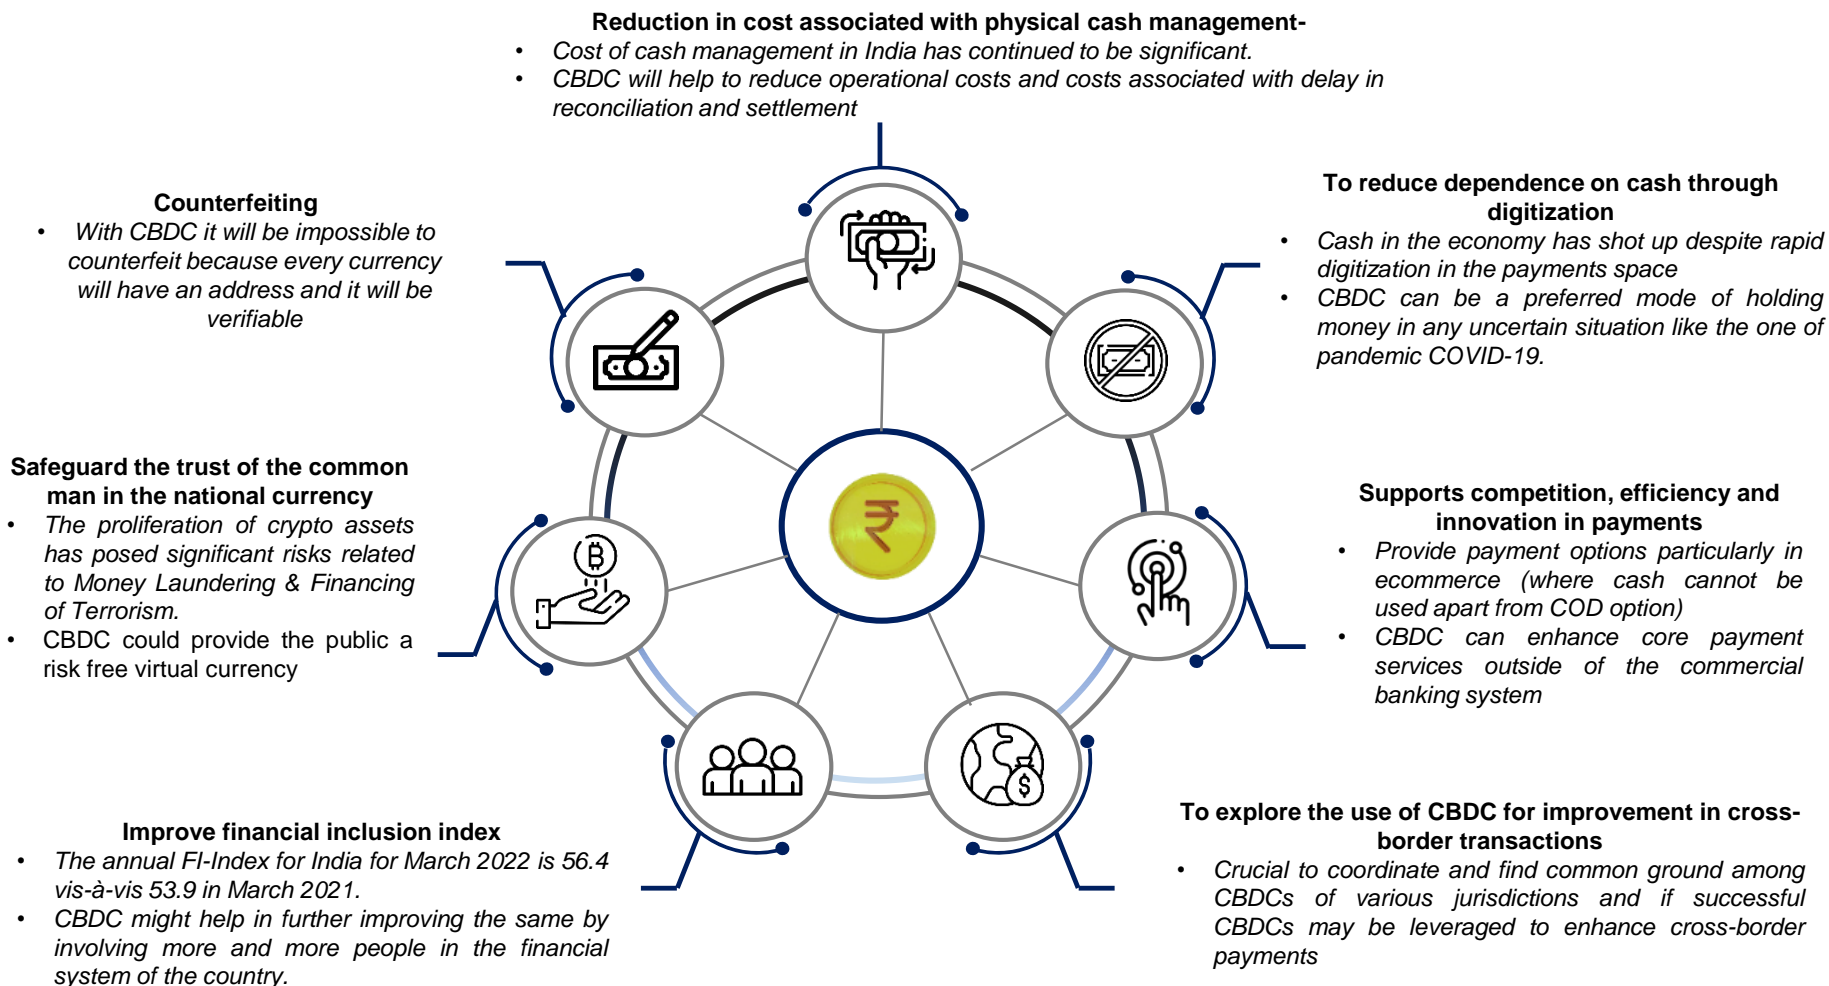 Reduction in cost associated with physical cash management-
• Cost of cash management in India has continued to be significant.
• CBDC will help to reduce operational costs and costs associated with delay in
reconciliation and settlement
To reduce dependence on cash through
digitization
• Cash in the economy has shot up despite rapid
digitization in the payments space
• CBDC can be a preferred mode of holding
money in any uncertain situation like the one of
pandemic COVID-19.
Supports competition, efficiency and
innovation in payments
• Provide payment options particularly in
ecommerce (where cash cannot be
used apart from COD option)
• CBDC can enhance core payment
services outside of the commercial
banking system
To explore the use of CBDC for improvement in cross-
border transactions
• Crucial to coordinate and find common ground among
CBDCs of various jurisdictions and if successful
CBDCs may be leveraged to enhance cross-border
payments
Improve financial inclusion index
• The annual FI-Index for India for March 2022 is 56.4
vis-à-vis 53.9 in March 2021.
• CBDC might help in further improving the same by
involving more and more people in the financial
system of the country.
Safeguard the trust of the common
man in the national currency
• The proliferation of crypto assets
has posed significant risks related
to Money Laundering & Financing
of Terrorism.
• CBDC could provide the public a
risk free virtual currency
Counterfeiting
• With CBDC it will be impossible to
counterfeit because every currency
will have an address and it will be
verifiable
₹
$